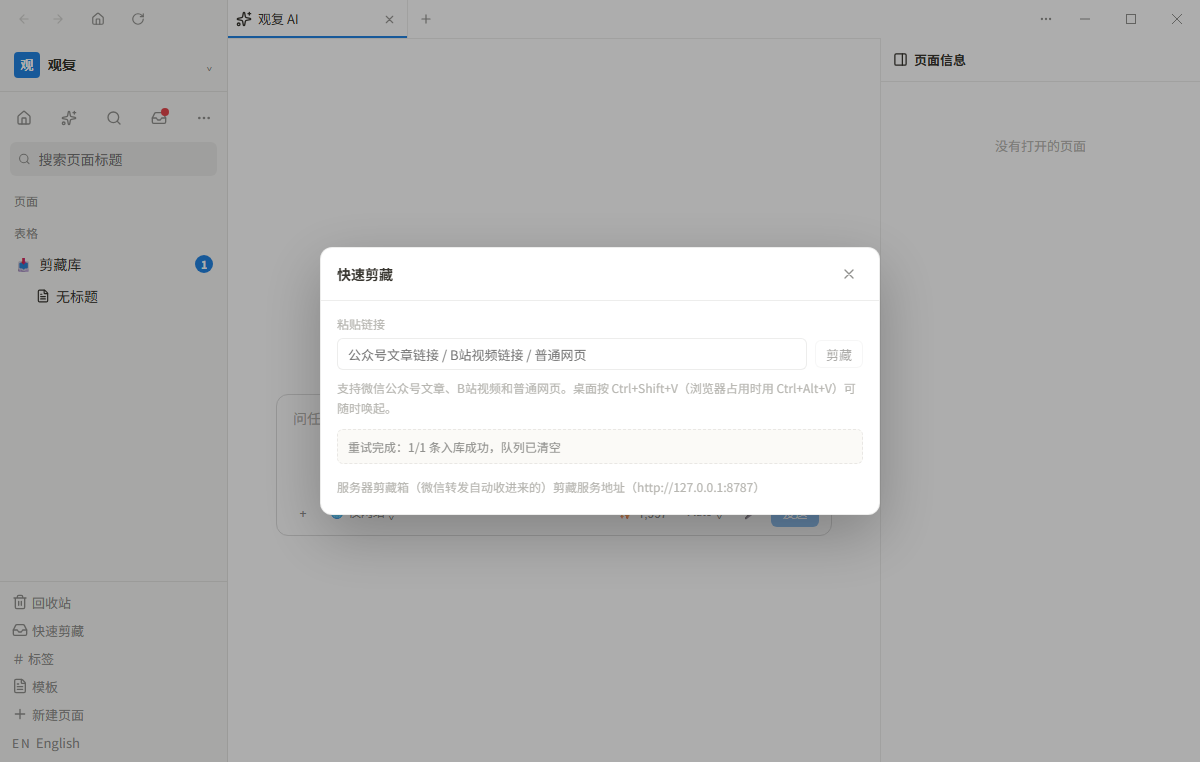 观复 AI
观 观复
搜索页面标题
页面
表格
剪藏库 1
无标题
回收站
快速剪藏
# 标签
模板
新建页面
EN English
页面信息
没有打开的页面
快速剪藏
粘贴链接
公众号文章链接 / B站视频链接 / 普通网页 剪藏
支持微信公众号文章、B站视频和普通网页。桌面按 Ctrl+Shift+V（浏览器占用时用 Ctrl+Alt+V）可
随时唤起。
重试完成：1/1 条入库成功，队列已清空
服务器剪藏箱（微信转发自动收进来的）剪藏服务地址（http://127.0.0.1:8787）
问任